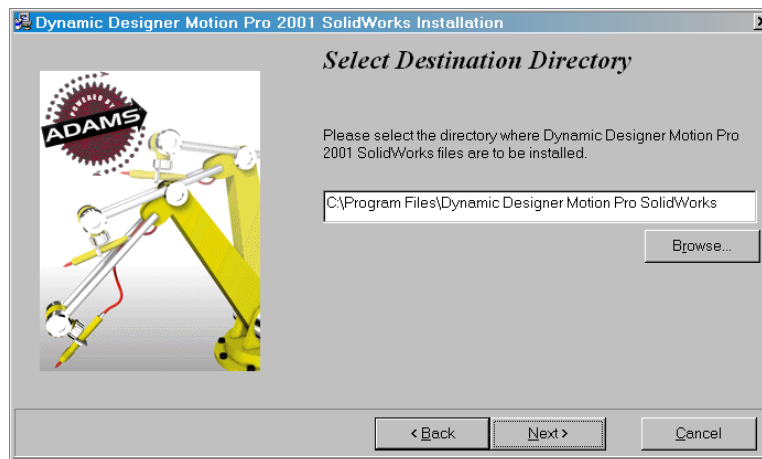 Dynamic Designer Motion Pro 2001 SolidWorks Installation
Select Destination Directory
POWERED BY
ADAMS
Please select the directory where Dynamic Designer Motion Pro
2001 SolidWorks files are to be installed.
C:\Program Files\Dynamic Designer Motion Pro SolidWorks
Browse...
< Back
Next >
Cancel